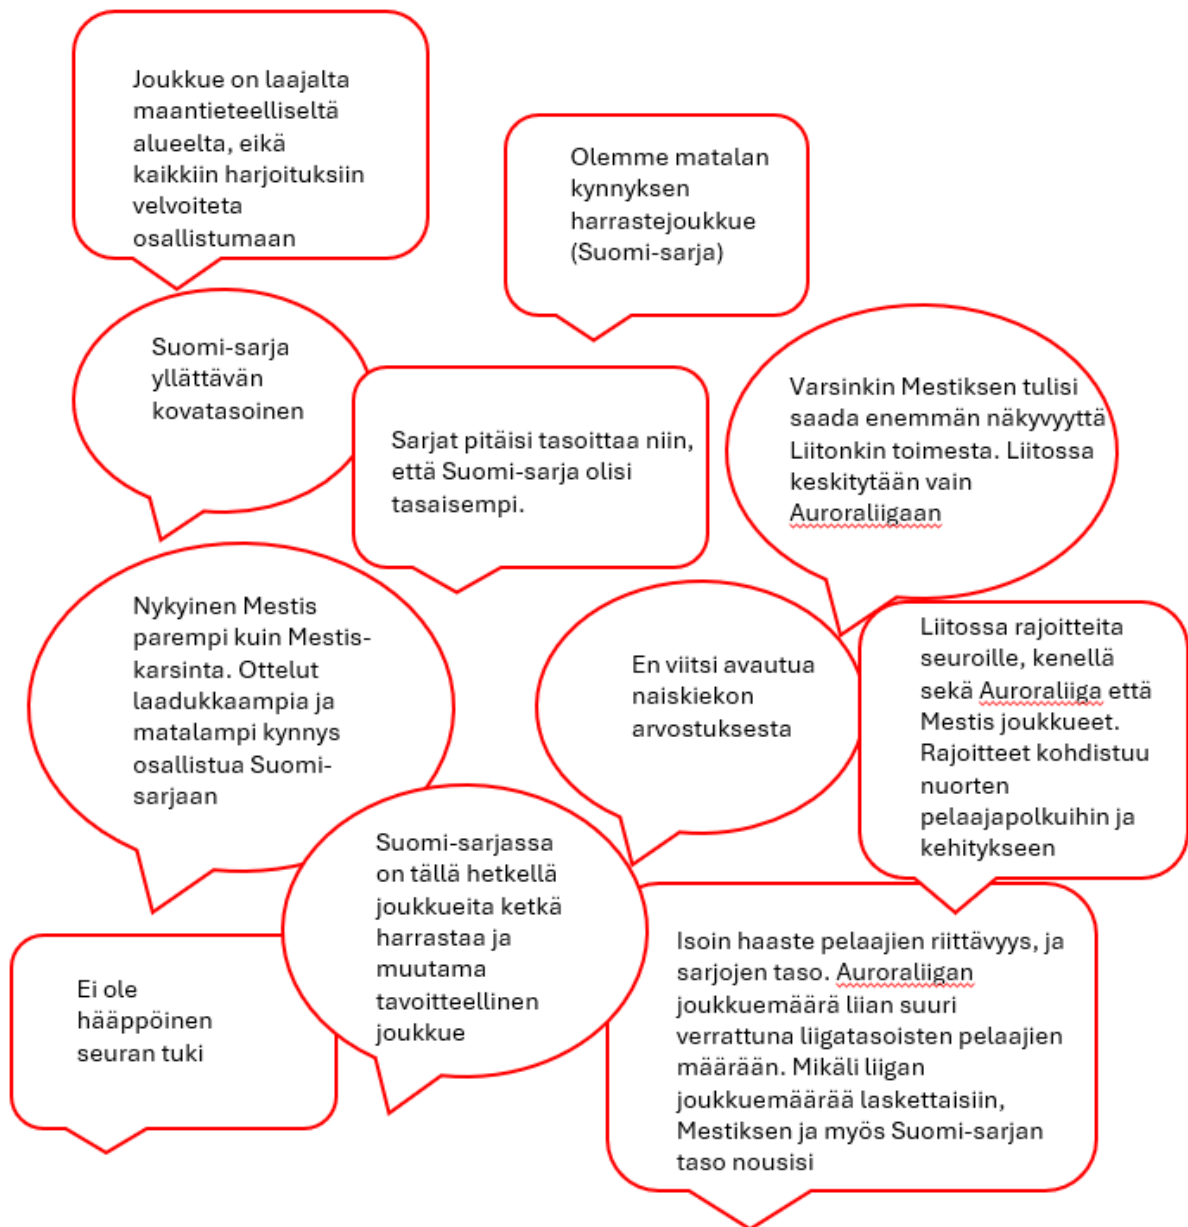 Joukkue on laajalta
maantieteelliseltä
alueelta, eikä
kaikkiin harjoituksiin
velvoiteta
osallistumaan
Olemme matalan
kynnyksen
harrastejoukkue
(Suomi-sarja)
Suomi-sarja
yllättävän
kovatasoinen
Sarjat pitäisi tasoittaa niin,
että Suomi-sarja olisi
tasaisempi.
Varsinkin Mestiksen tulisi
saada enemmän näkyvyyttä
Liitonkin toimesta. Liitossa
keskitytään vain
Auroraliigaan
Nykyinen Mestis
parempi kuin Mestis-
karsinta. Ottelut
laadukkaampia ja
matalampi kynnys
osallistua Suomi-
sarjaan
En viitsi avautua
naiskiekon
arvostuksesta
Liitossa rajoitteita
seuroille, kenellä
sekä Auroraliiga että
Mestis joukkueet.
Rajoitteet kohdistuu
nuorten
pelaajapolkuihin ja
kehitykseen
Suomi-sarjassa
on tällä hetkellä
joukkueita ketkä
harrastaa ja
muutama
tavoitteellinen
joukkue
Ei ole
hääppöinen
seuran tuki
Isoin haaste pelaajien riittävyys, ja
sarjojen taso. Auroraliigan
joukkuemäärä liian suuri
verrattuna liigatasoisten pelaajien
määrään. Mikäli liigan
joukkuemäärää laskettaisiin,
Mestiksen ja myös Suomi-sarjan
taso nousisi